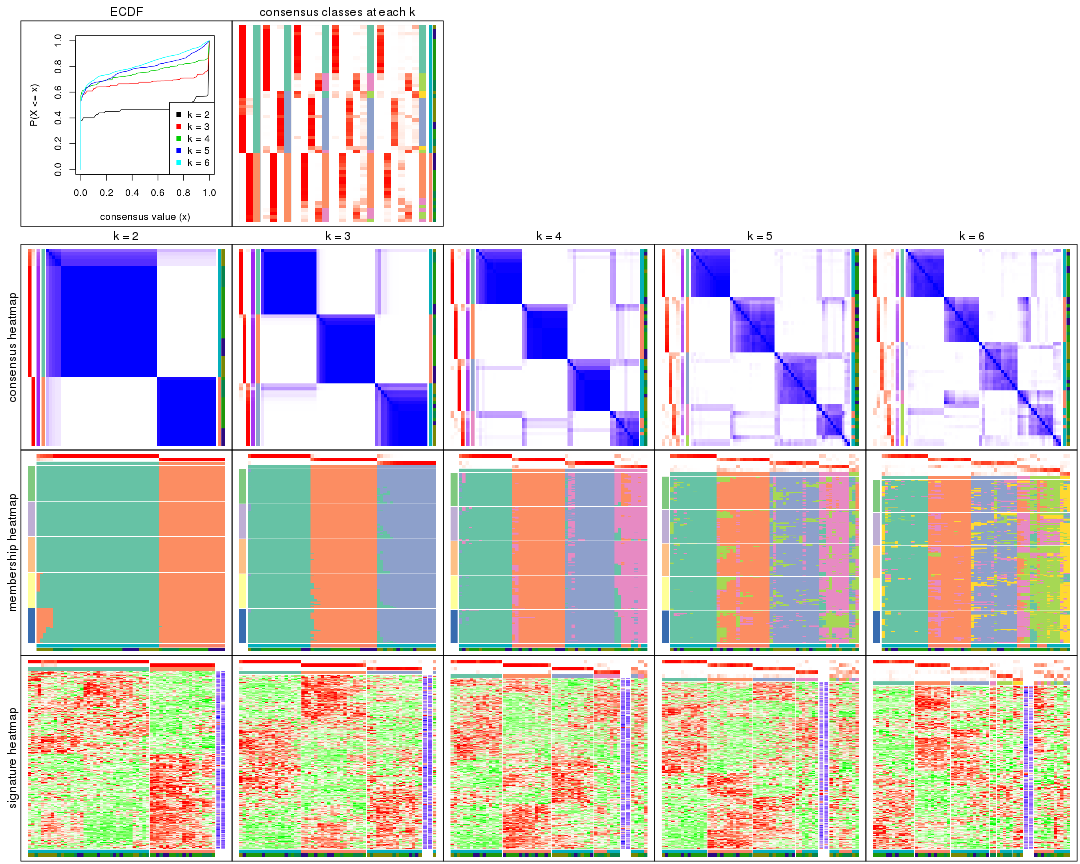 ECDF
consensus classes at each k
P(X <= x)
0.0 0.2 0.4 0.6 0.8 1.0
k = 2
k = 3
k = 4
k = 5
k = 6
0.0 0.2 0.4 0.6 0.8 1.0
consensus value (x)
k = 2
k = 3
k = 4
k = 5
k = 6
consensus heatmap
membership heatmap
signature heatmap